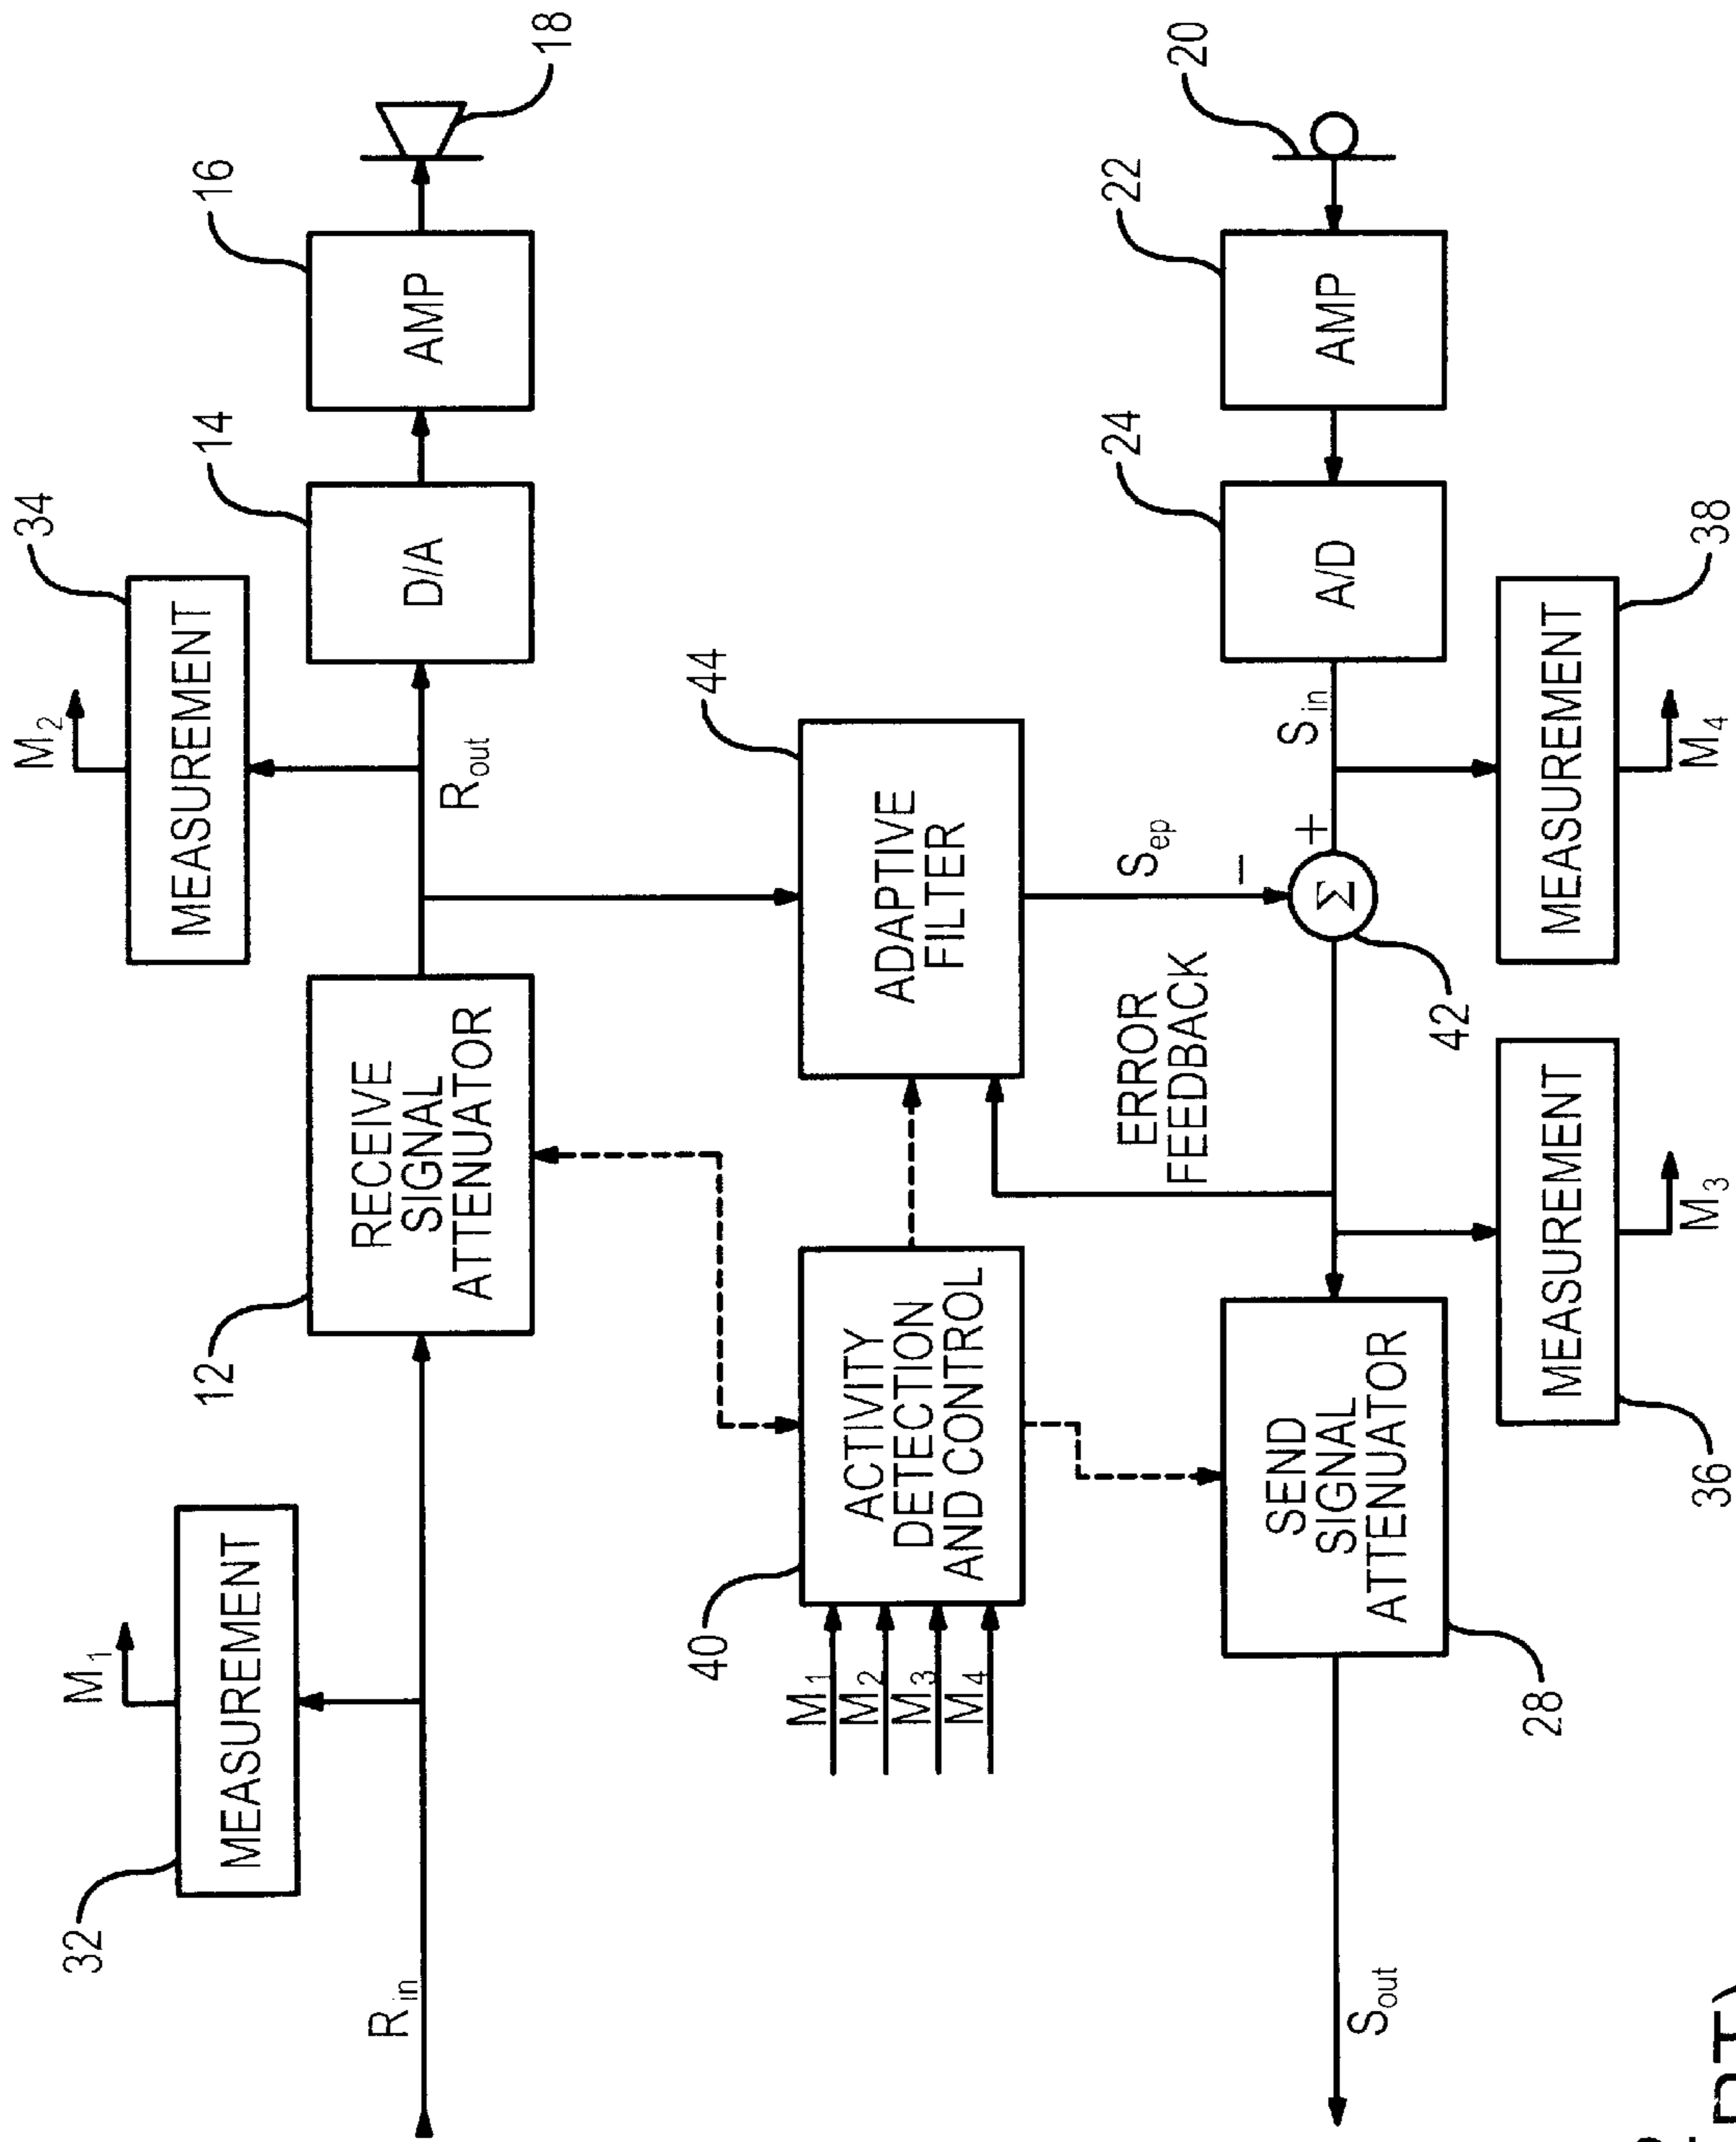 M1
32
MEASUREMENT
Rin
12
RECEIVE
SIGNAL
ATTENUATOR
M2
34
MEASUREMENT
Rout
14
D/A
16
AMP
18
40
ACTIVITY
DETECTION
AND CONTROL
M1
M2
M3
M4
44
ADAPTIVE
FILTER
ERROR
FEEDBACK
Sep
−
+
Σ
42
Sin
20
22
AMP
24
A/D
38
MEASUREMENT
M4
36
MEASUREMENT
M3
28
SEND
SIGNAL
ATTENUATOR
Sout